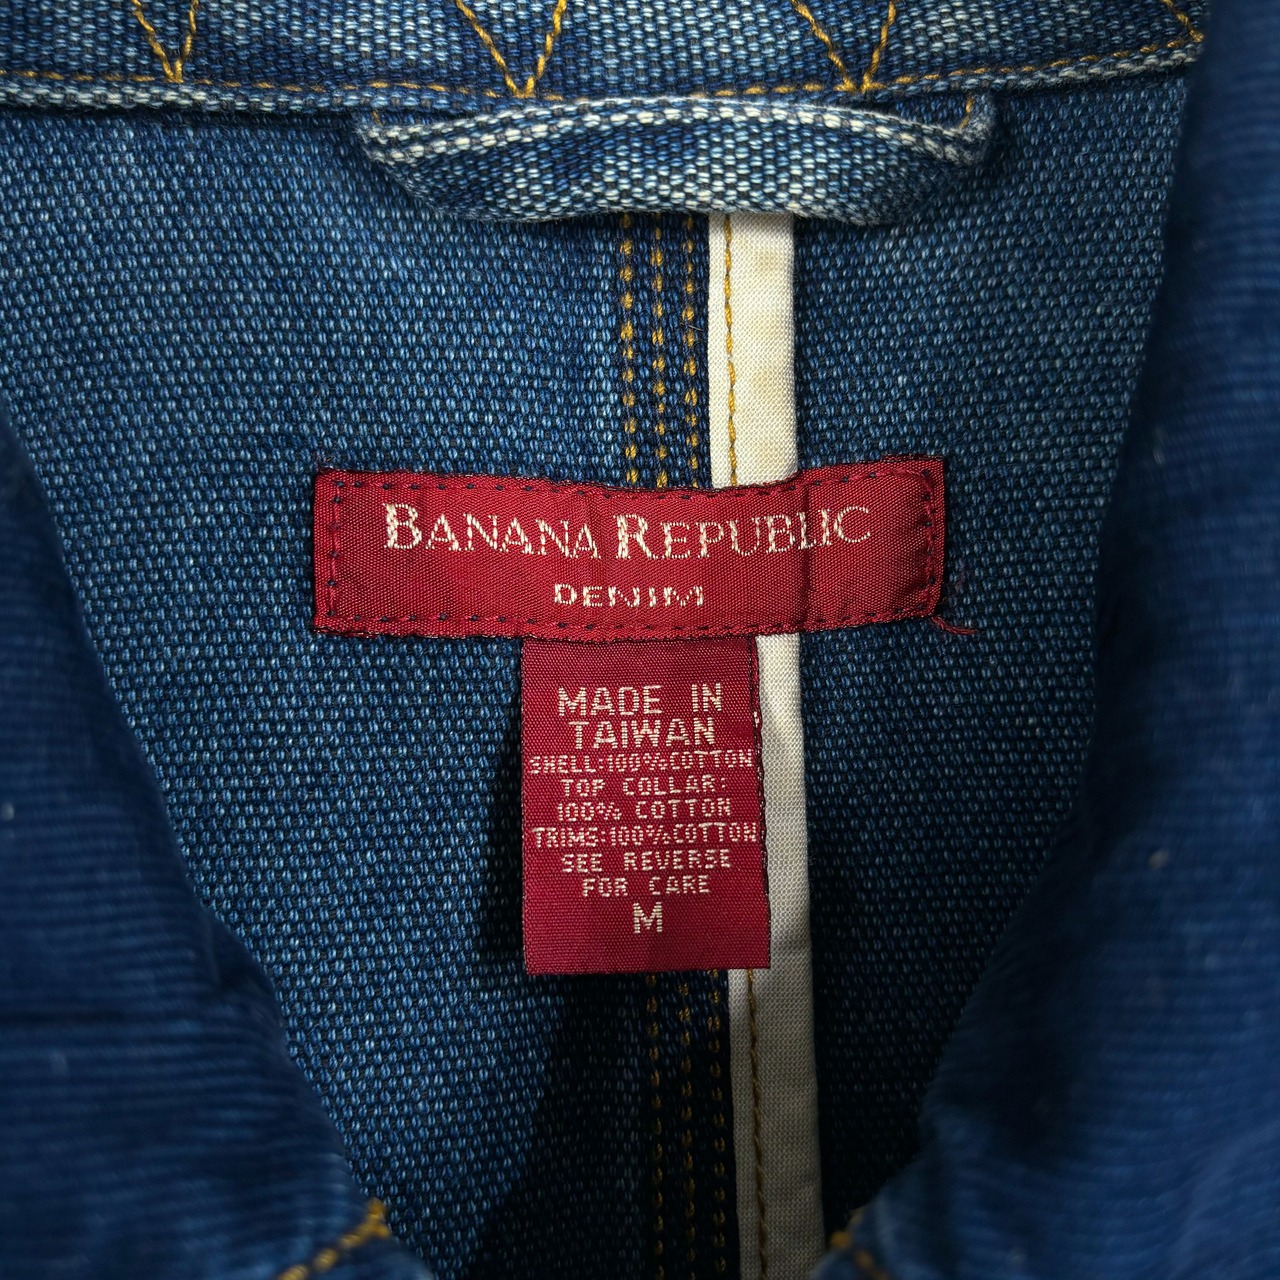 BANANA REPUBLIC
DENIM
MADE IN
TAIWAN
SHELL:100%COTTON
TOP COLLAR:
100% COTTON
TRIMS:100%COTTON
SEE REVERSE
FOR CARE
M